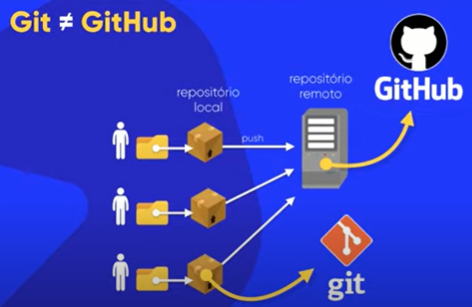 Git ≠ GitHub
repositório
local
push
repositório
remoto
GitHub
git